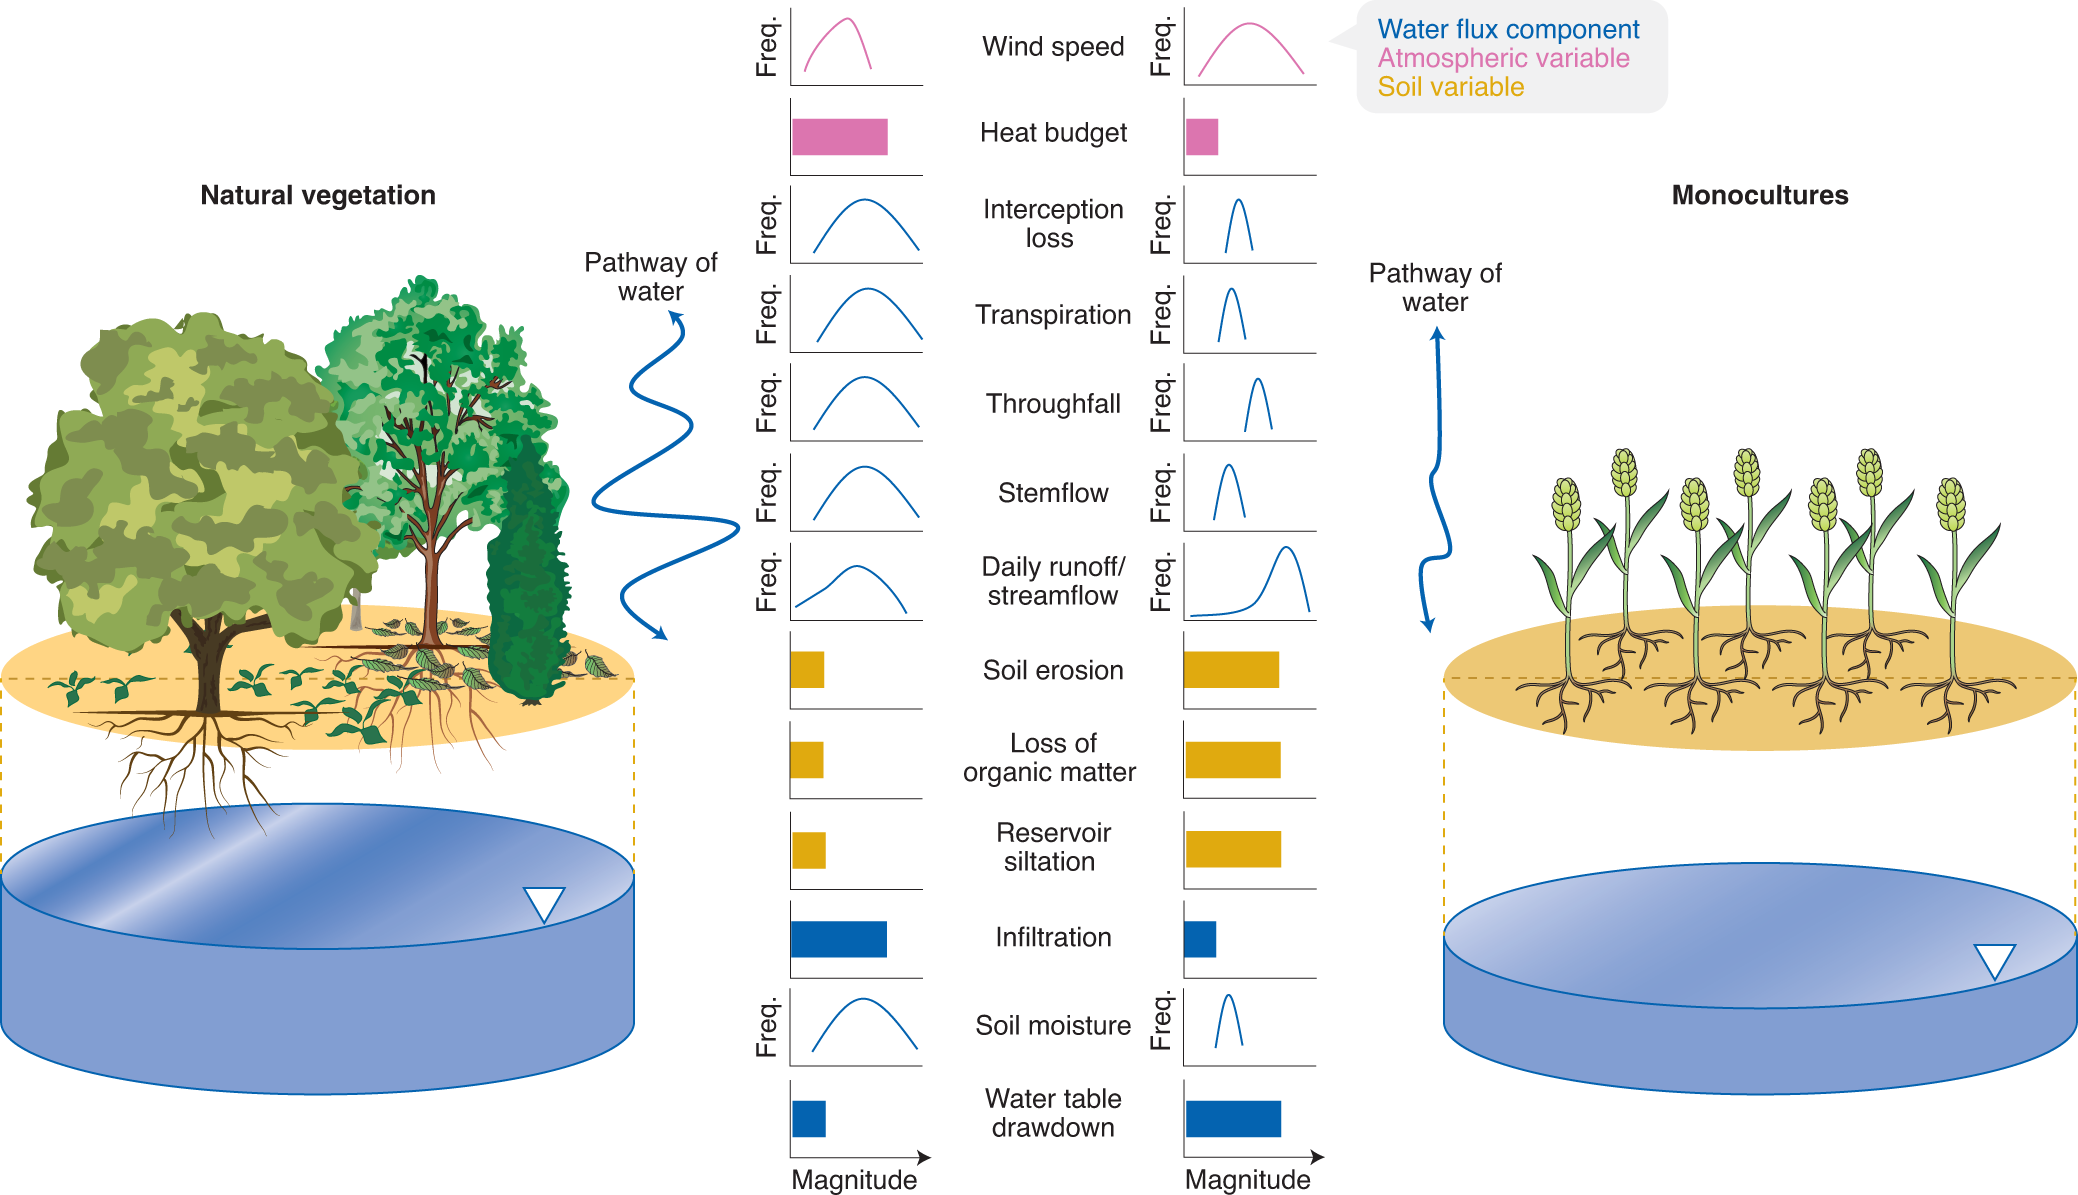 Water flux component
Atmospheric variable
Soil variable
Natural vegetation
Monocultures
Pathway of
water
Pathway of
water
Freq.
Wind speed
Freq.
Heat budget
Freq.
Interception
loss
Freq.
Freq.
Transpiration
Freq.
Freq.
Throughfall
Freq.
Freq.
Stemflow
Freq.
Freq.
Daily runoff/
streamflow
Freq.
Soil erosion
Loss of
organic matter
Reservoir
siltation
Infiltration
Freq.
Soil moisture
Freq.
Water table
drawdown
Magnitude
Magnitude